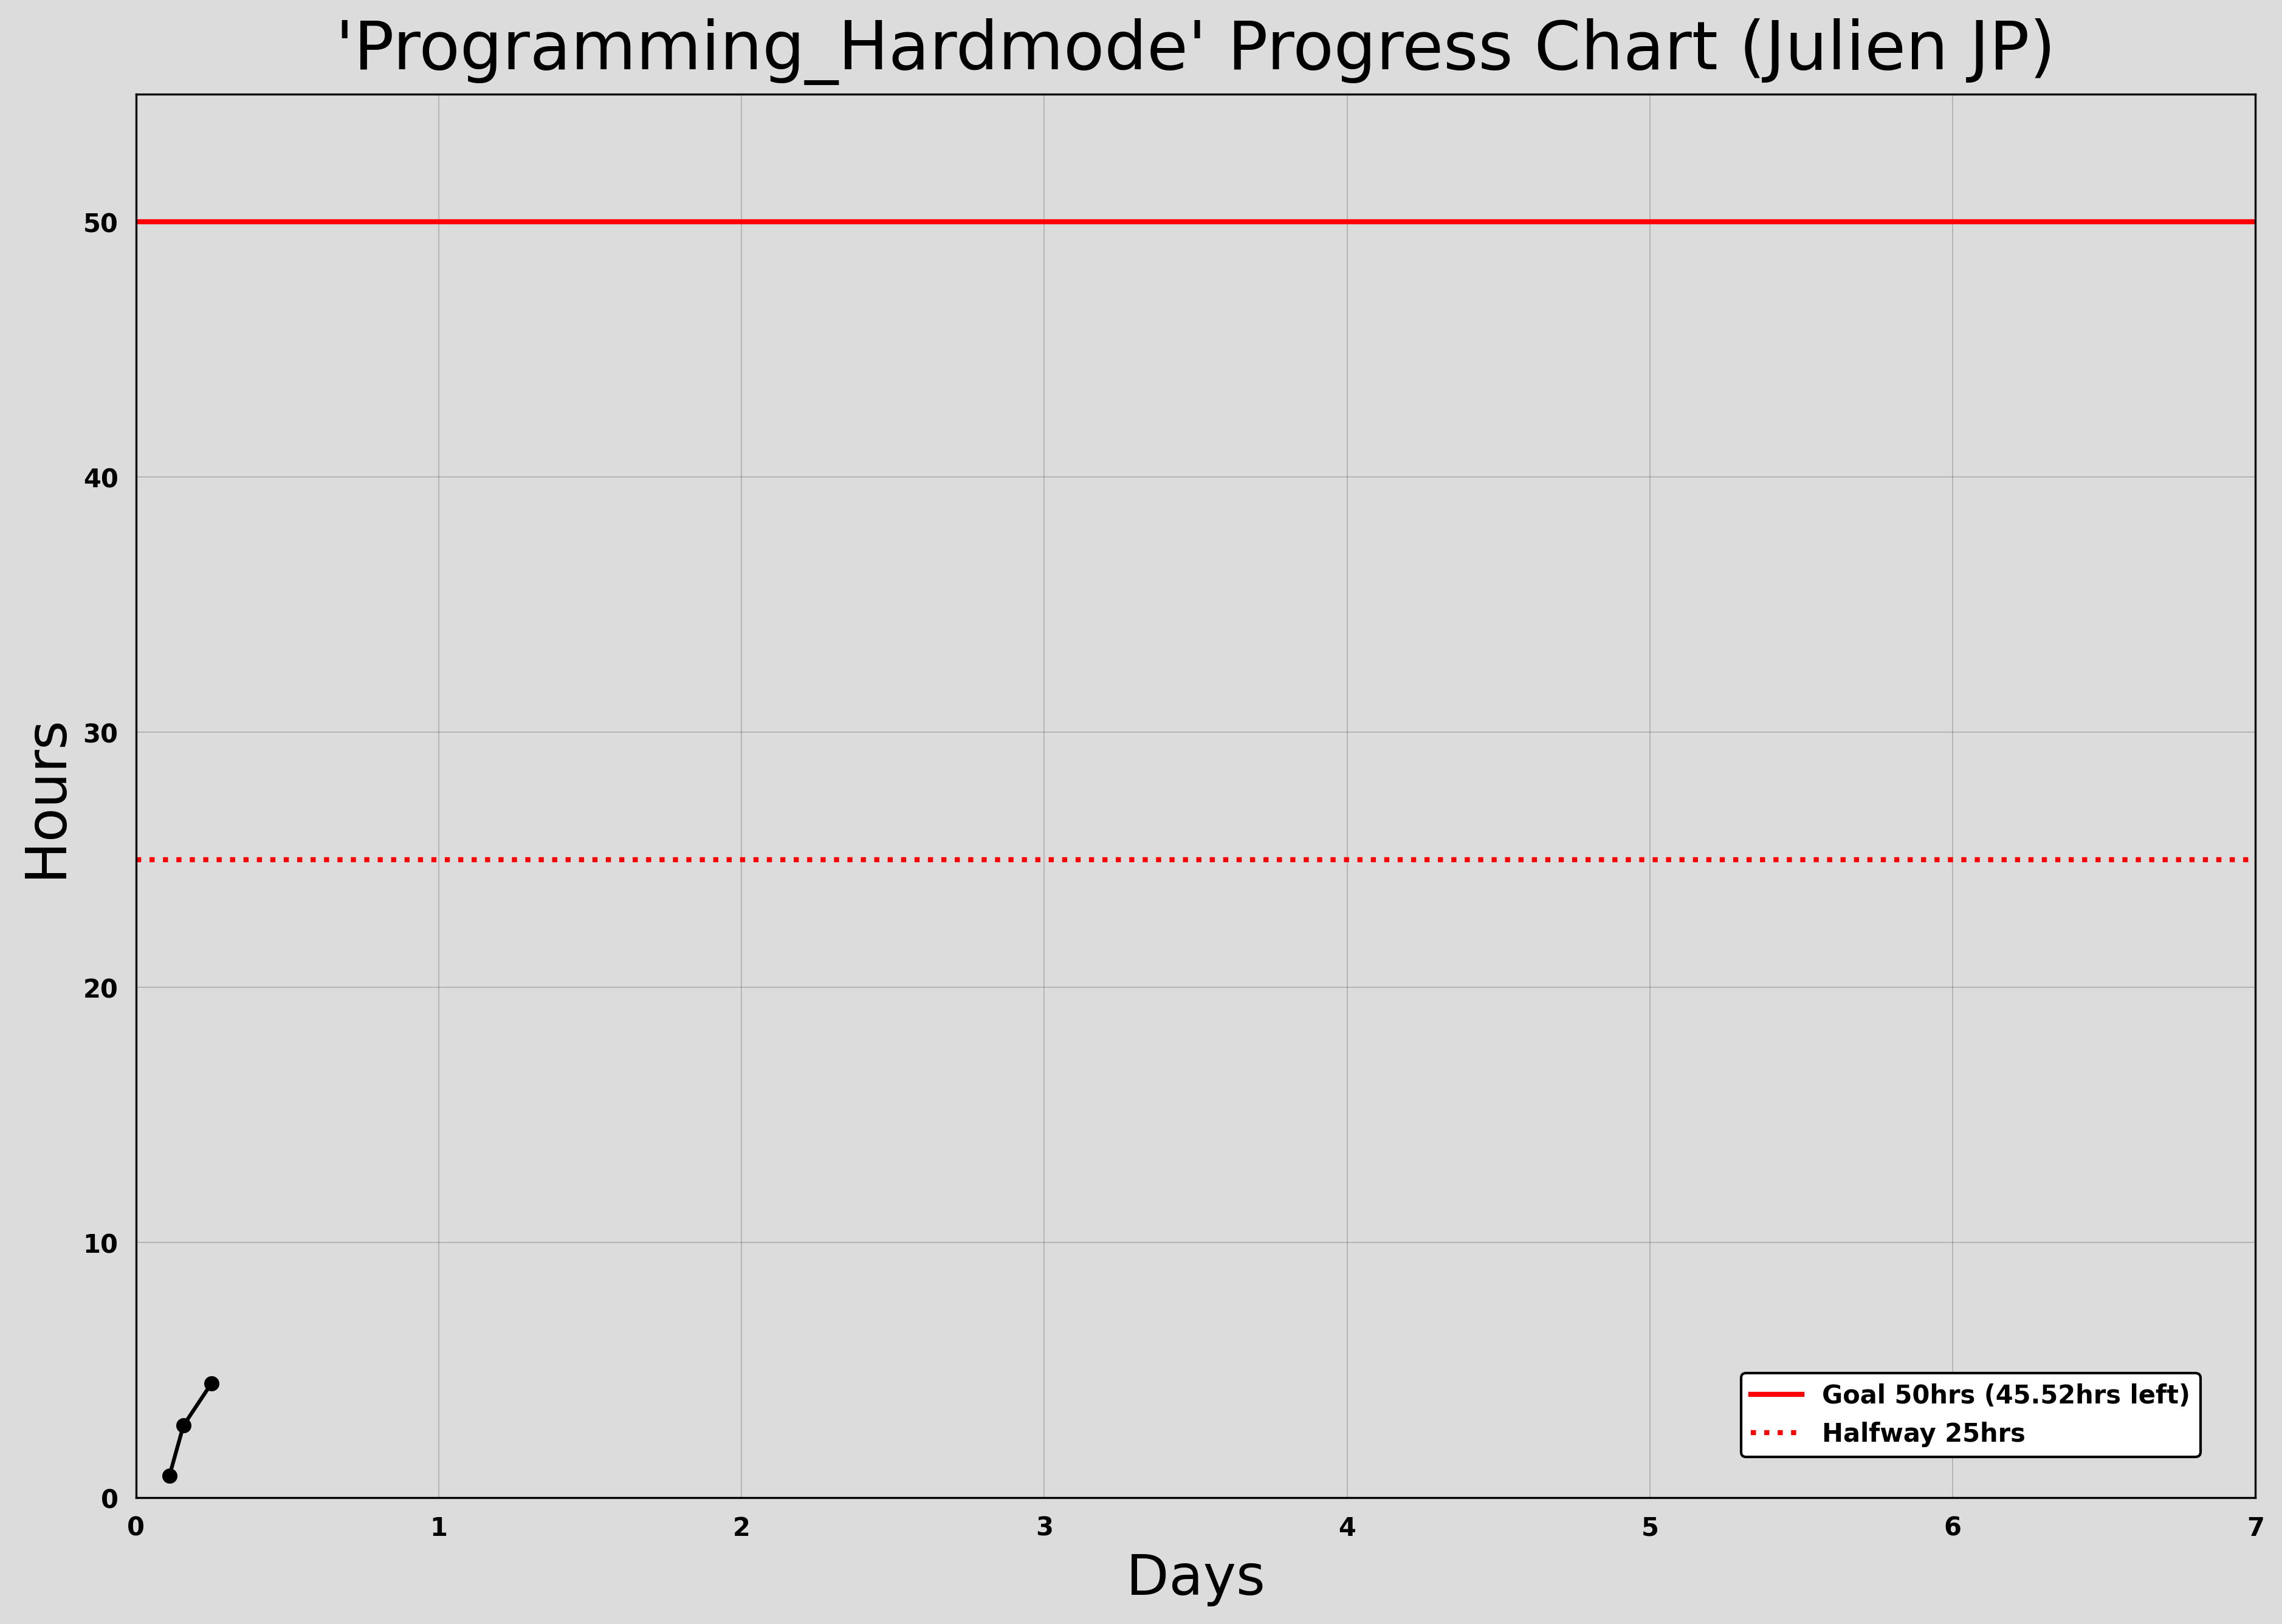 'Programming_Hardmode' Progress Chart (Julien JP)
Hours
50
40
30
20
10
0
0 1 2 3 4 5 6 7
Days
Goal 50hrs (45.52hrs left)
Halfway 25hrs